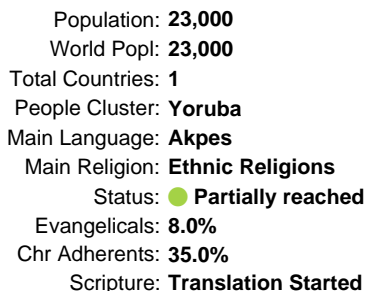 Population: 23,000
World Popl: 23,000
Total Countries: 1
People Cluster: Yoruba
Main Language: Akpes
Main Religion: Ethnic Religions
Status: Partially reached
Evangelicals: 8.0%
Chr Adherents: 35.0%
Scripture: Translation Started